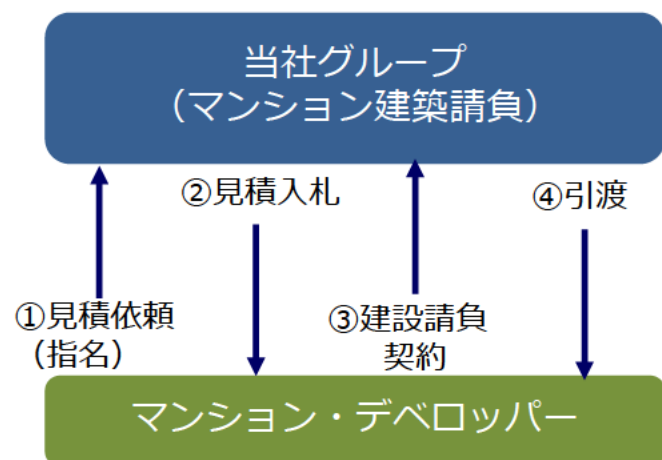 当社グループ
（マンション建築請負）
②見積入札
④引渡
①見積依頼
（指名）
③建設請負
契約
マンション・デベロッパー